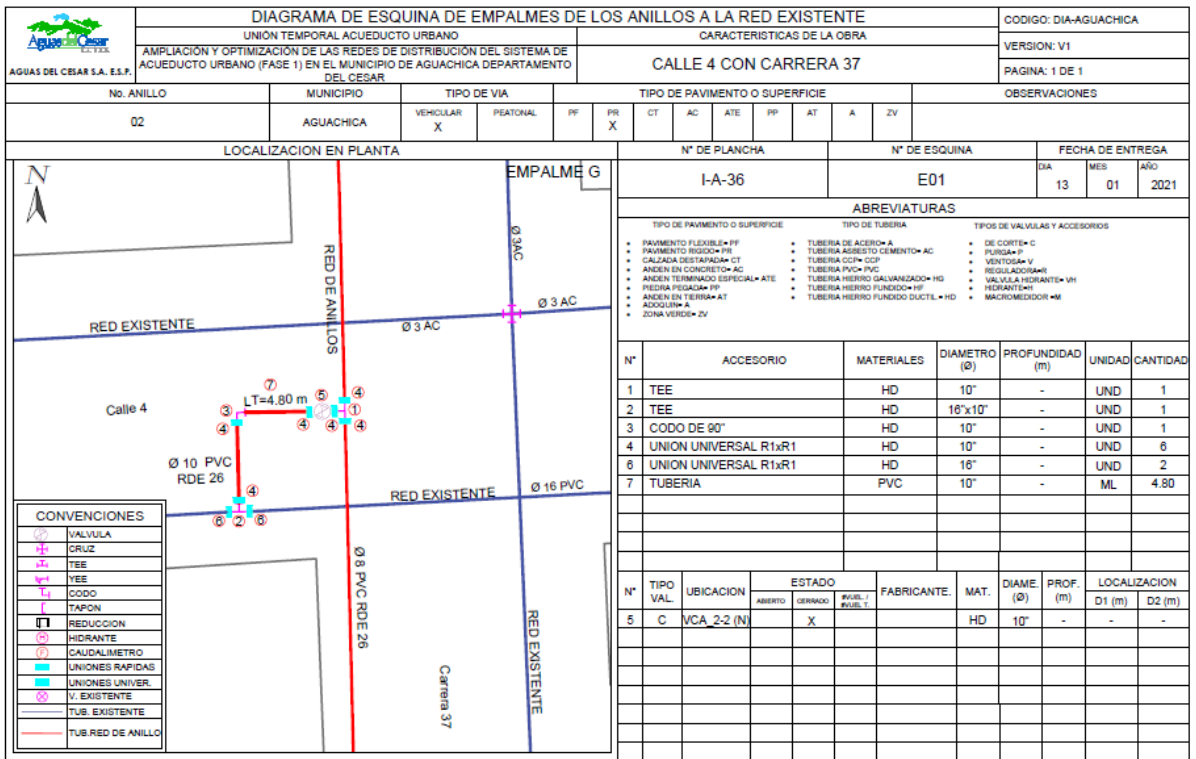 DIAGRAMA DE ESQUINA DE EMPALMES DE LOS ANILLOS A LA RED EXISTENTE
CODIGO: DIA-AGUACHICA
Aguas del Cesar
AGUAS DEL CESAR S.A. E.S.P.
UNIÓN TEMPORAL ACUEDUCTO URBANO
CARACTERISTICAS DE LA OBRA
VERSION: V1
AMPLIACIÓN Y OPTIMIZACIÓN DE LAS REDES DE DISTRIBUCIÓN DEL SISTEMA DE
ACUEDUCTO URBANO (FASE 1) EN EL MUNICIPIO DE AGUACHICA DEPARTAMENTO
DEL CESAR
CALLE 4 CON CARRERA 37
PAGINA: 1 DE 1
No. ANILLO MUNICIPIO TIPO DE VIA TIPO DE PAVIMENTO O SUPERFICIE OBSERVACIONES
02 AGUACHICA VEHICULAR PEATONAL PF PR CT AC ATE PP AT A ZV
X X
LOCALIZACION EN PLANTA
N° DE PLANCHA N° DE ESQUINA FECHA DE ENTREGA
I-A-36 E01
DIA MES AÑO
13 01 2021
N
EMPALME G
Ø 3AC
RED DE ANILLOS
Ø 3 AC
RED EXISTENTE
Ø 3 AC
Calle 4
7
LT=4.80 m
5
4
3
1
4
4
4
4
Ø 10 PVC
RDE 26
4
RED EXISTENTE
Ø 16 PVC
6 2 6
Ø 8 PVC RDE 26
Carrera 37
RED EXISTENTE
CONVENCIONES
VALVULA
CRUZ
TEE
YEE
CODO
TAPON
REDUCCION
HIDRANTE
CAUDALIMETRO
UNIONES RAPIDAS
UNIONES UNIVER.
V. EXISTENTE
TUB. EXISTENTE
TUB.RED DE ANILLO
ABREVIATURAS
TIPO DE PAVIMENTO O SUPERFICIE
PAVIMENTO FLEXIBLE= PF
PAVIMENTO RIGIDO= PR
CALZADA DESTAPADA= CT
ANDEN EN CONCRETO= AC
ANDEN TERMINADO ESPECIAL= ATE
PIEDRA PEGADA= PP
ANDEN EN TIERRA= AT
ADOQUIN= A
ZONA VERDE= ZV
TIPO DE TUBERIA
TUBERIA DE ACERO= A
TUBERIA ASBESTO CEMENTO= AC
TUBERIA CCP= CCP
TUBERIA PVC= PVC
TUBERIA HIERRO GALVANIZADO= HG
TUBERIA HIERRO FUNDIDO= HF
TUBERIA HIERRO FUNDIDO DUCTIL = HD
TIPOS DE VALVULAS Y ACCESORIOS
DE CORTE= C
PURGA= P
VENTOSA= V
REGULADORA=R
VALVULA HIDRANTE= VH
HIDRANTE=H
MACROMEDIDOR =M
N° ACCESORIO MATERIALES DIAMETRO (Ø) PROFUNDIDAD (m) UNIDAD CANTIDAD
1 TEE HD 10" - UND 1
2 TEE HD 16"x10" - UND 1
3 CODO DE 90° HD 10" - UND 1
4 UNION UNIVERSAL R1xR1 HD 10" - UND 6
6 UNION UNIVERSAL R1xR1 HD 16" - UND 2
7 TUBERIA PVC 10" - ML 4.80
N° TIPO VAL. UBICACION ESTADO FABRICANTE. MAT. DIAME. (Ø) PROF. (m) LOCALIZACION
ABIERTO CERRADO #VUEL. / #VUEL T. D1 (m) D2 (m)
5 C VCA_2-2 (N) X HD 10" - - -